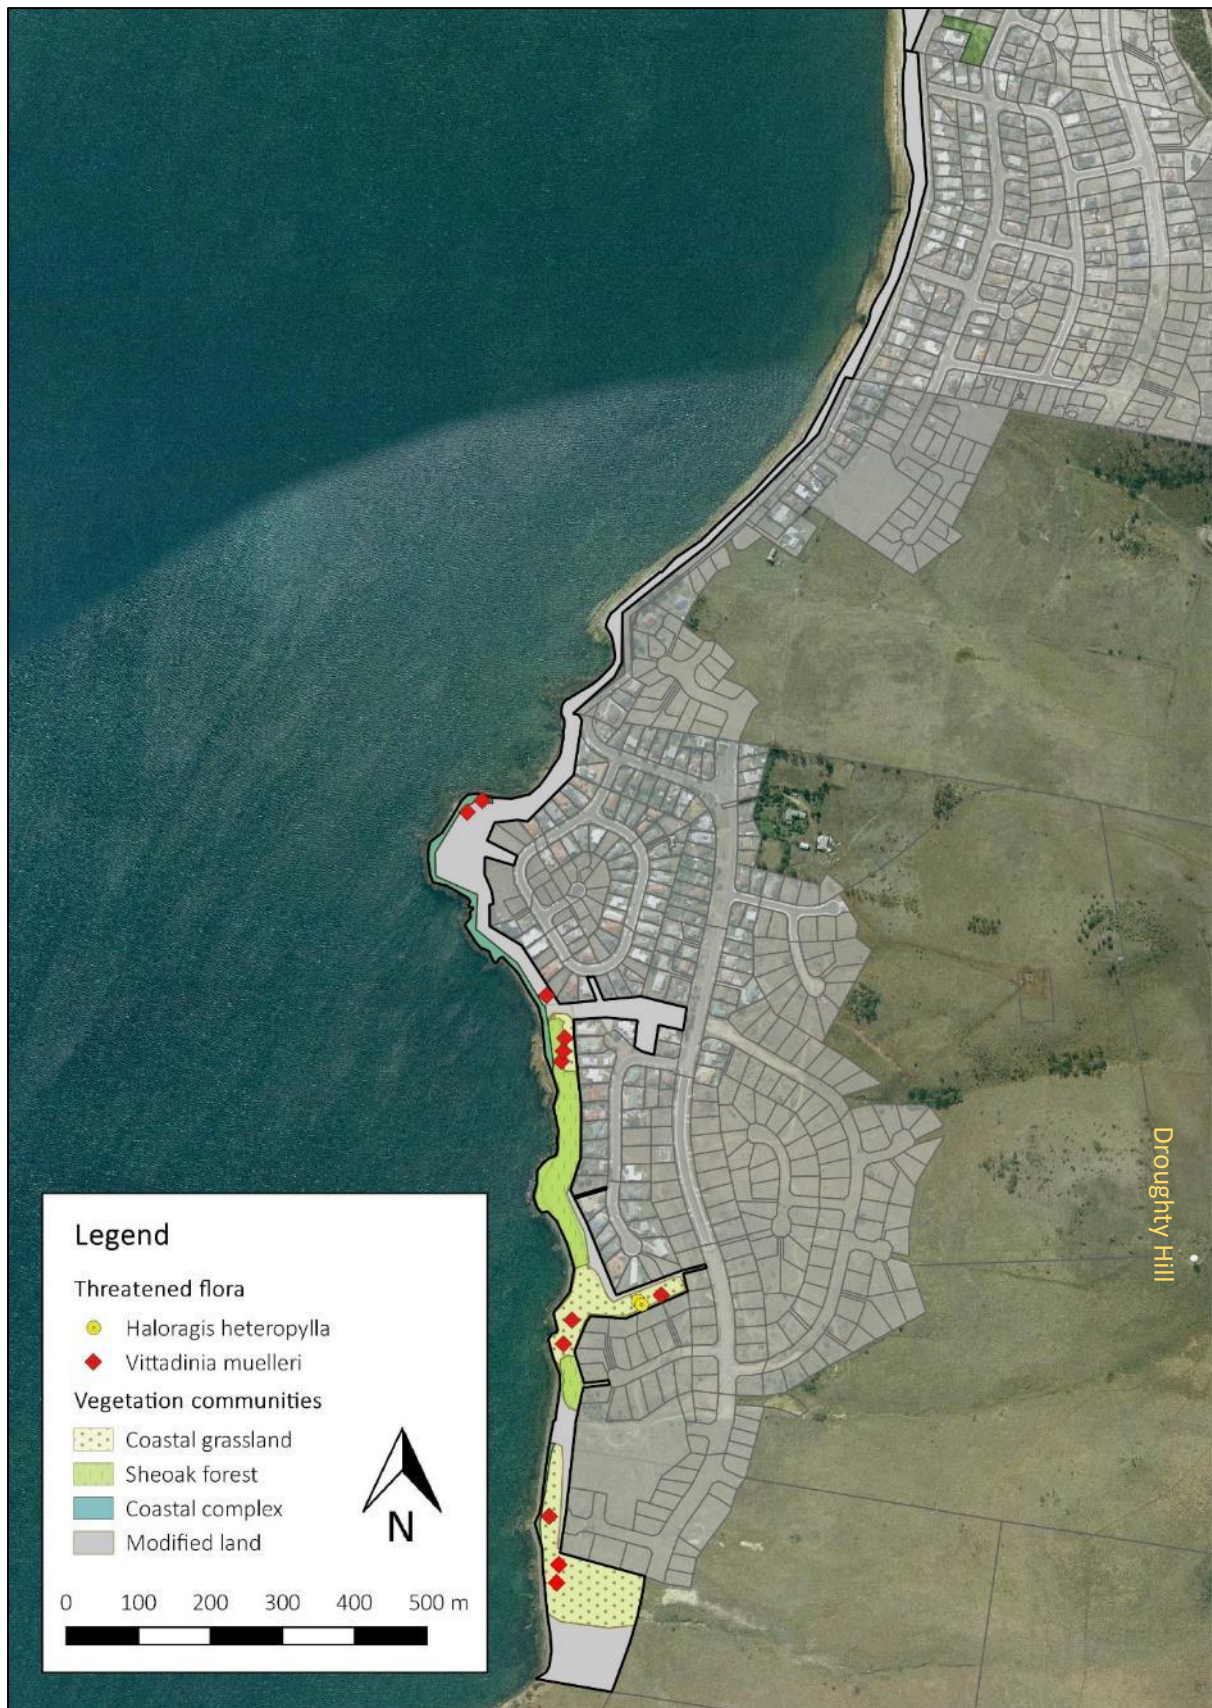 Droughty Hill
Legend
Threatened flora
Haloragis heteropylla
Vittadinia muelleri
Vegetation communities
Coastal grassland
Sheoak forest
Coastal complex
Modified land
N
0 100 200 300 400 500 m